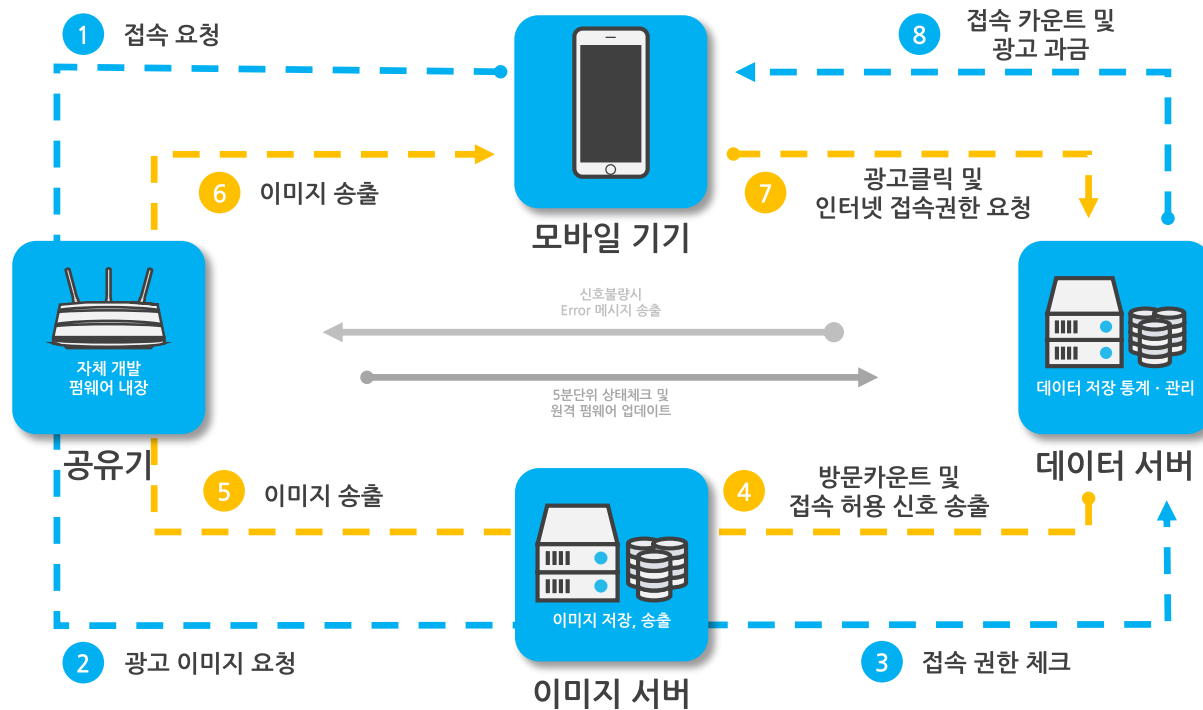 1 접속 요청
8 접속 카운트 및
광고 과금
6 이미지 송출
7 광고클릭 및
인터넷 접속권한 요청
모바일 기기
신호불량시
Error 메시지 송출
자체 개발
펌웨어 내장
데이터 저장 통계 · 관리
5분단위 상태체크 및
원격 펌웨어 업데이트
공유기
데이터 서버
5 이미지 송출
4 방문카운트 및
접속 허용 신호 송출
이미지 저장, 송출
2 광고 이미지 요청
3 접속 권한 체크
이미지 서버